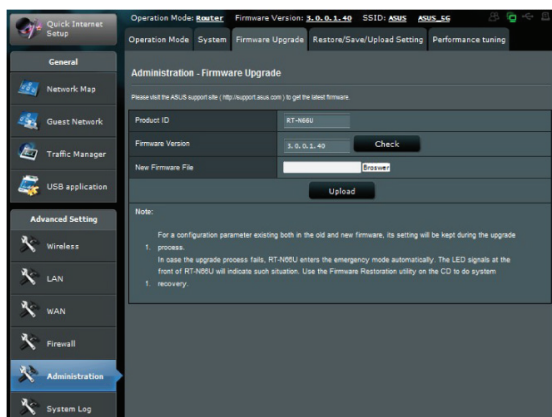 Quick Internet
Setup
Operation Mode: Router Firmware Version: 3.0.0.1.40 SSID: ASUS ASUS_5G
Operation Mode System Firmware Upgrade Restore/Save/Upload Setting Performance tuning
General
Network Map
Guest Network
Traffic Manager
USB application
Advanced Setting
Wireless
LAN
WAN
Firewall
Administration
System Log
Administration - Firmware Upgrade
Please visit the ASUS support site ( http://support.asus.com ) to get the latest firmware.
Product ID RT-N66U
Firmware Version 3.0.0.1.40 Check
New Firmware File Broswer
Upload
Note:
For a configuration parameter existing both in the old and new firmware, its setting will be kept during the upgrade
1. process.
In case the upgrade process fails, RT-N66U enters the emergency mode automatically. The LED signals at the
front of RT-N66U will indicate such situation. Use the Firmware Restoration utility on the CD to do system
1. recovery.